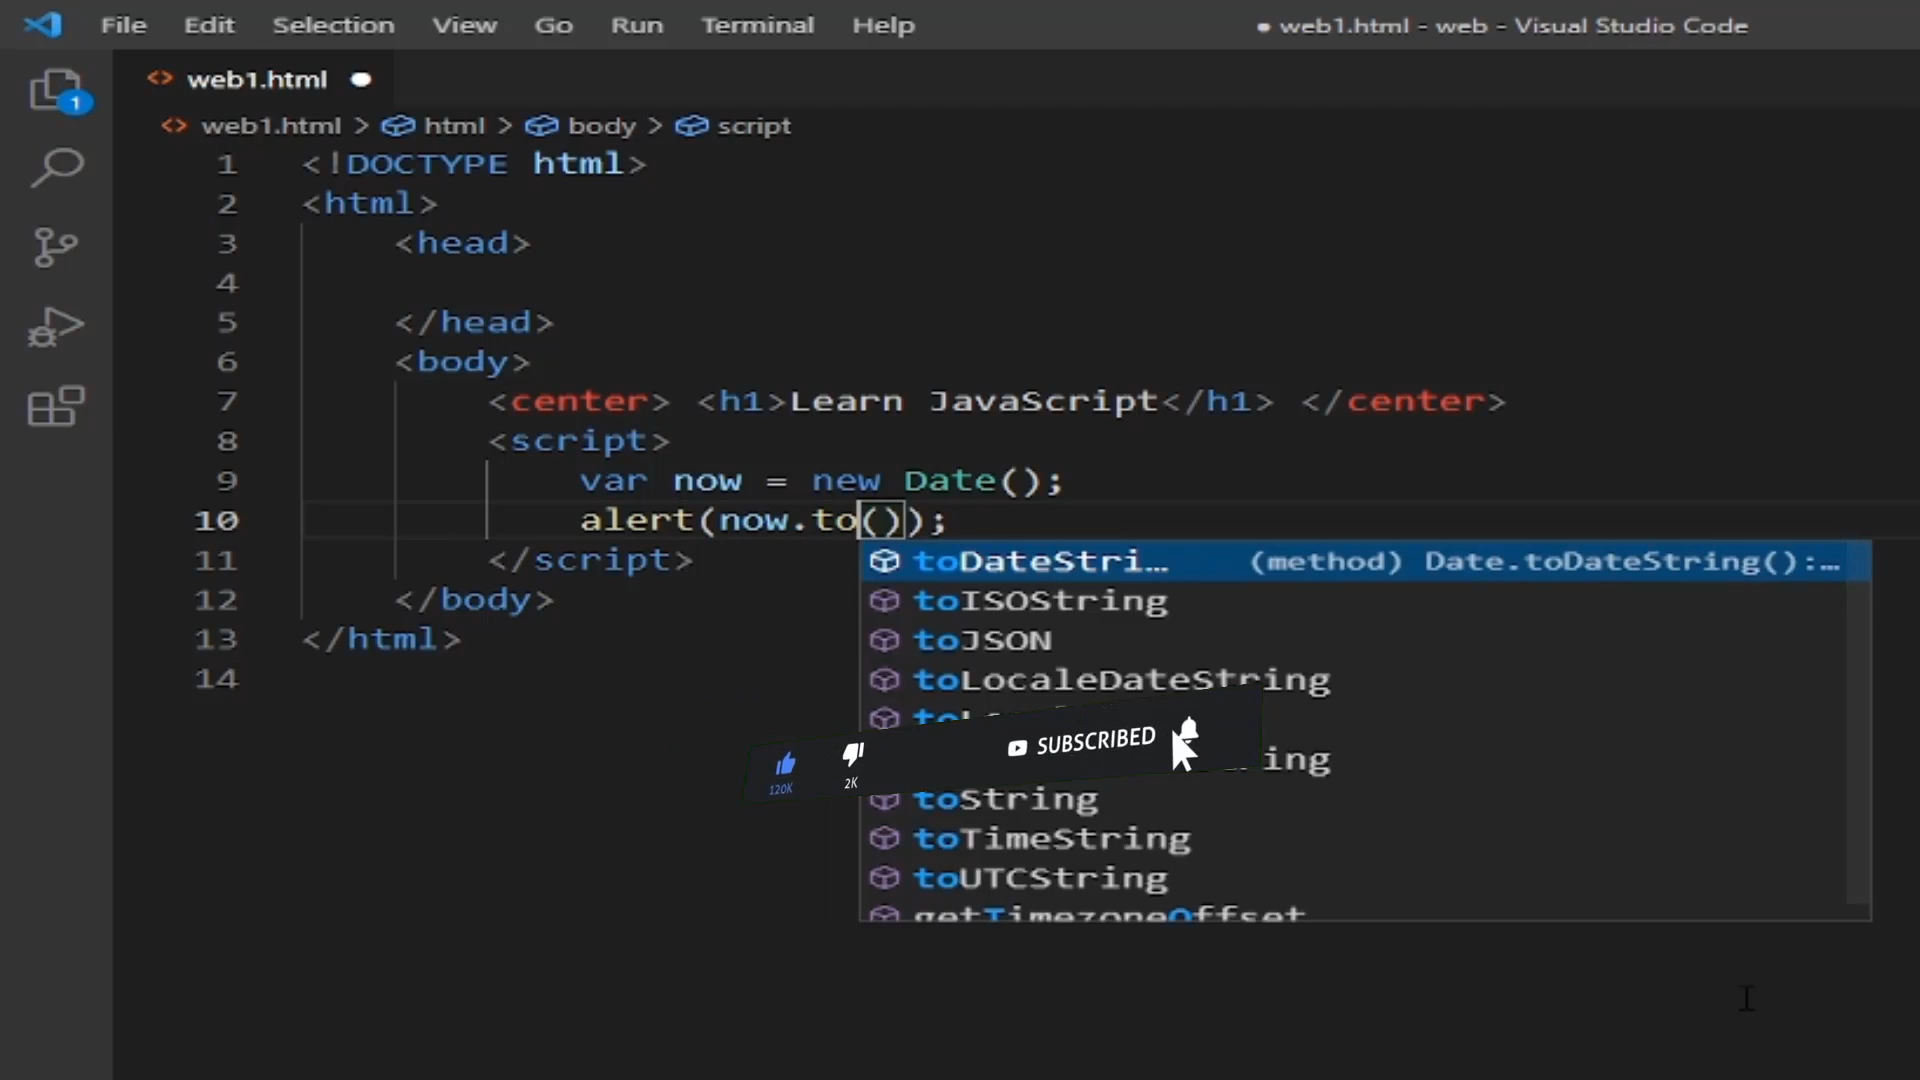 File Edit Selection View Go Run Terminal Help ● web1.html - web - Visual Studio Code
1
<> web1.html ●
<> web1.html > html > body > script
1 <!DOCTYPE html>
2 <html>
3 <head>
4
5 </head>
6 <body>
7 <center> <h1>Learn JavaScript</h1> </center>
8 <script>
9 var now = new Date();
10 alert(now.to());
11 </script>
12 </body>
13 </html>
14
toDateStri… (method) Date.toDateString():…
toISOString
toJSON
toLocaleDateString
ing
toString
toTimeString
toUTCString
getTimezoneOffset
120K
2K
SUBSCRIBED